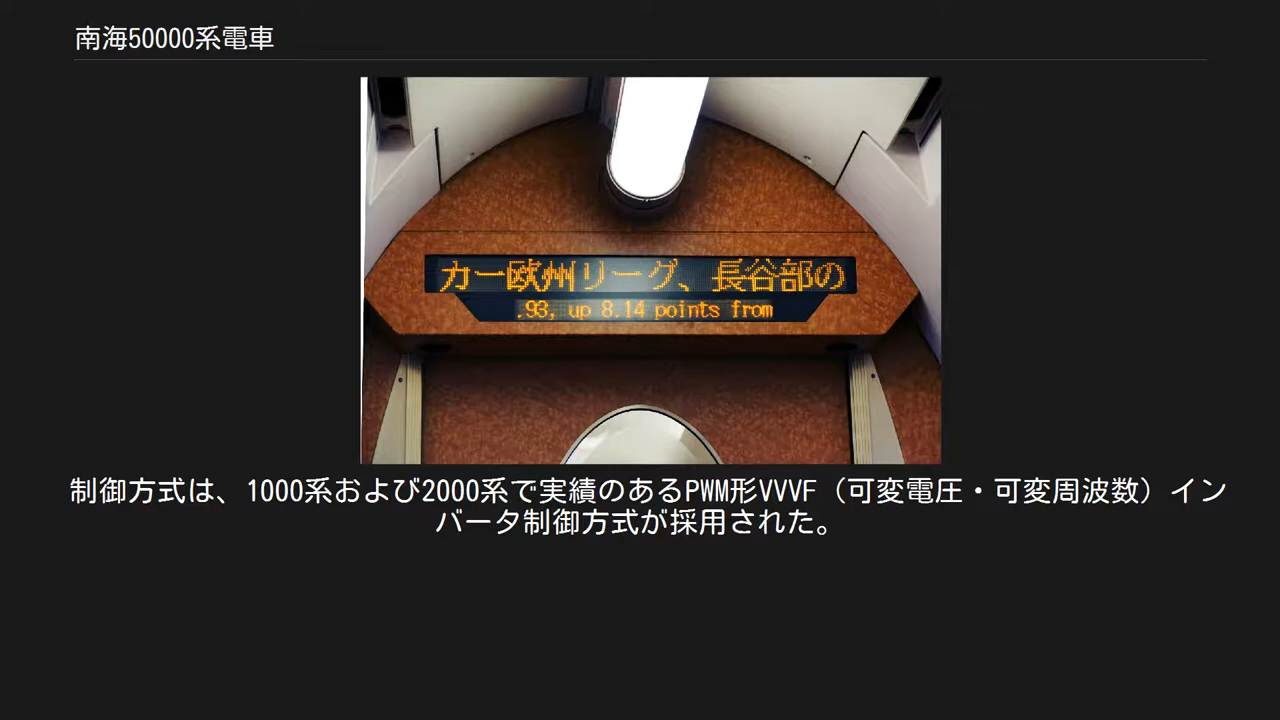 南海50000系電車
カー欧州リーグ、長谷部の
.93, up 8.14 points from
制御方式は、1000系および2000系で実績のあるPWM形VVVF（可変電圧・可変周波数）イン
バータ制御方式が採用された。